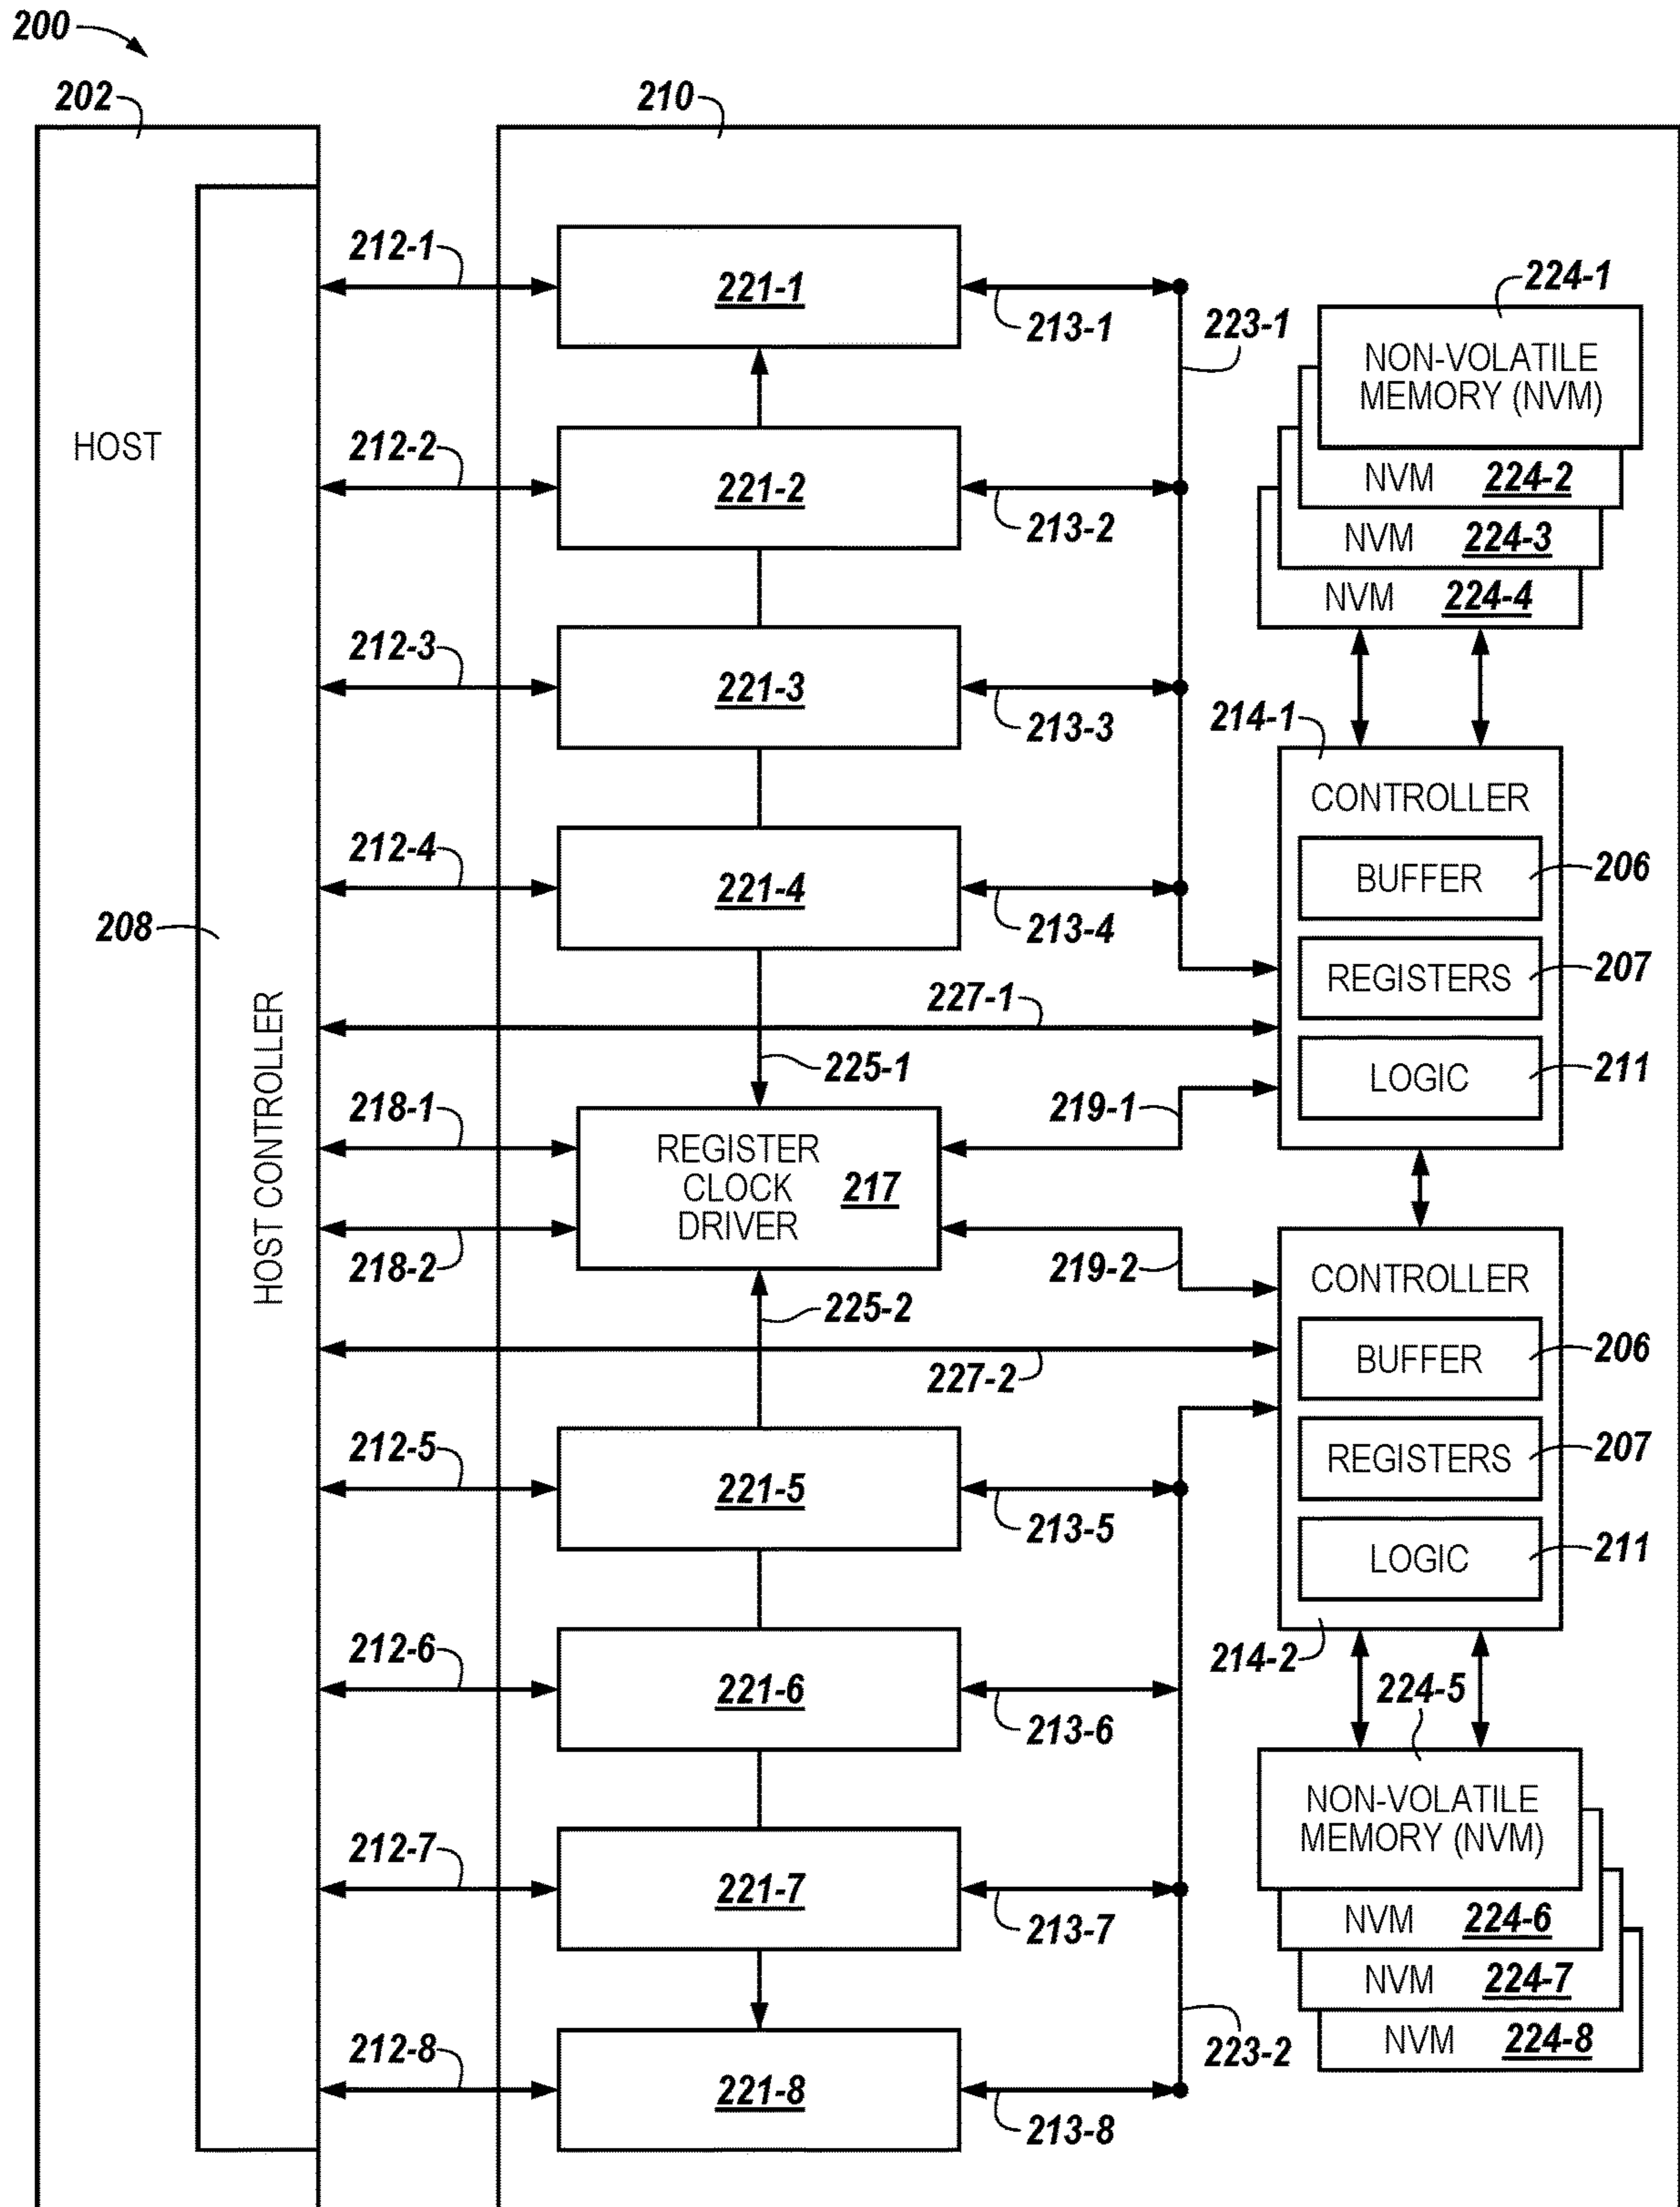 200
202
210
212-1
221-1
213-1
223-1
224-1
NON-VOLATILE
MEMORY (NVM)
HOST
212-2
221-2
213-2
NVM 224-2
NVM 224-3
NVM 224-4
212-3
221-3
213-3
214-1
CONTROLLER
212-4
221-4
213-4
BUFFER
206
208
REGISTERS
207
227-1
HOST CONTROLLER
225-1
LOGIC
211
218-1
219-1
REGISTER
CLOCK
DRIVER
217
218-2
219-2
CONTROLLER
225-2
BUFFER
206
227-2
212-5
221-5
213-5
REGISTERS
207
LOGIC
211
212-6
221-6
213-6
214-2
224-5
NON-VOLATILE
MEMORY (NVM)
212-7
221-7
213-7
NVM 224-6
NVM 224-7
NVM 224-8
223-2
212-8
221-8
213-8